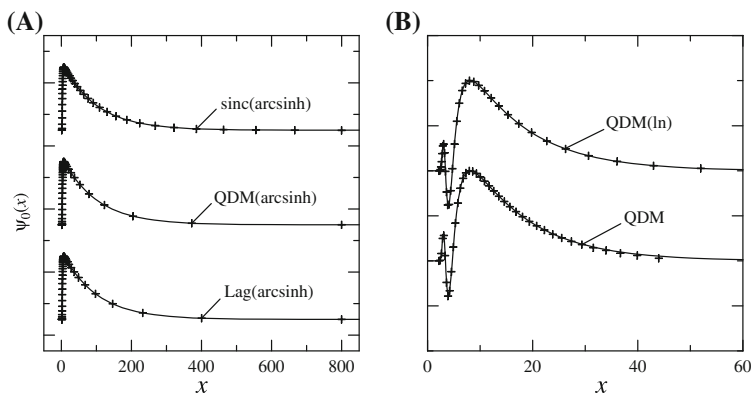 (A)
(B)
sinc(arcsinh)
QDM(ln)
QDM(arcsinh)
QDM
Lag(arcsinh)
ψ₀(x)
0 200 400 600 800
0 20 40 60
x
x